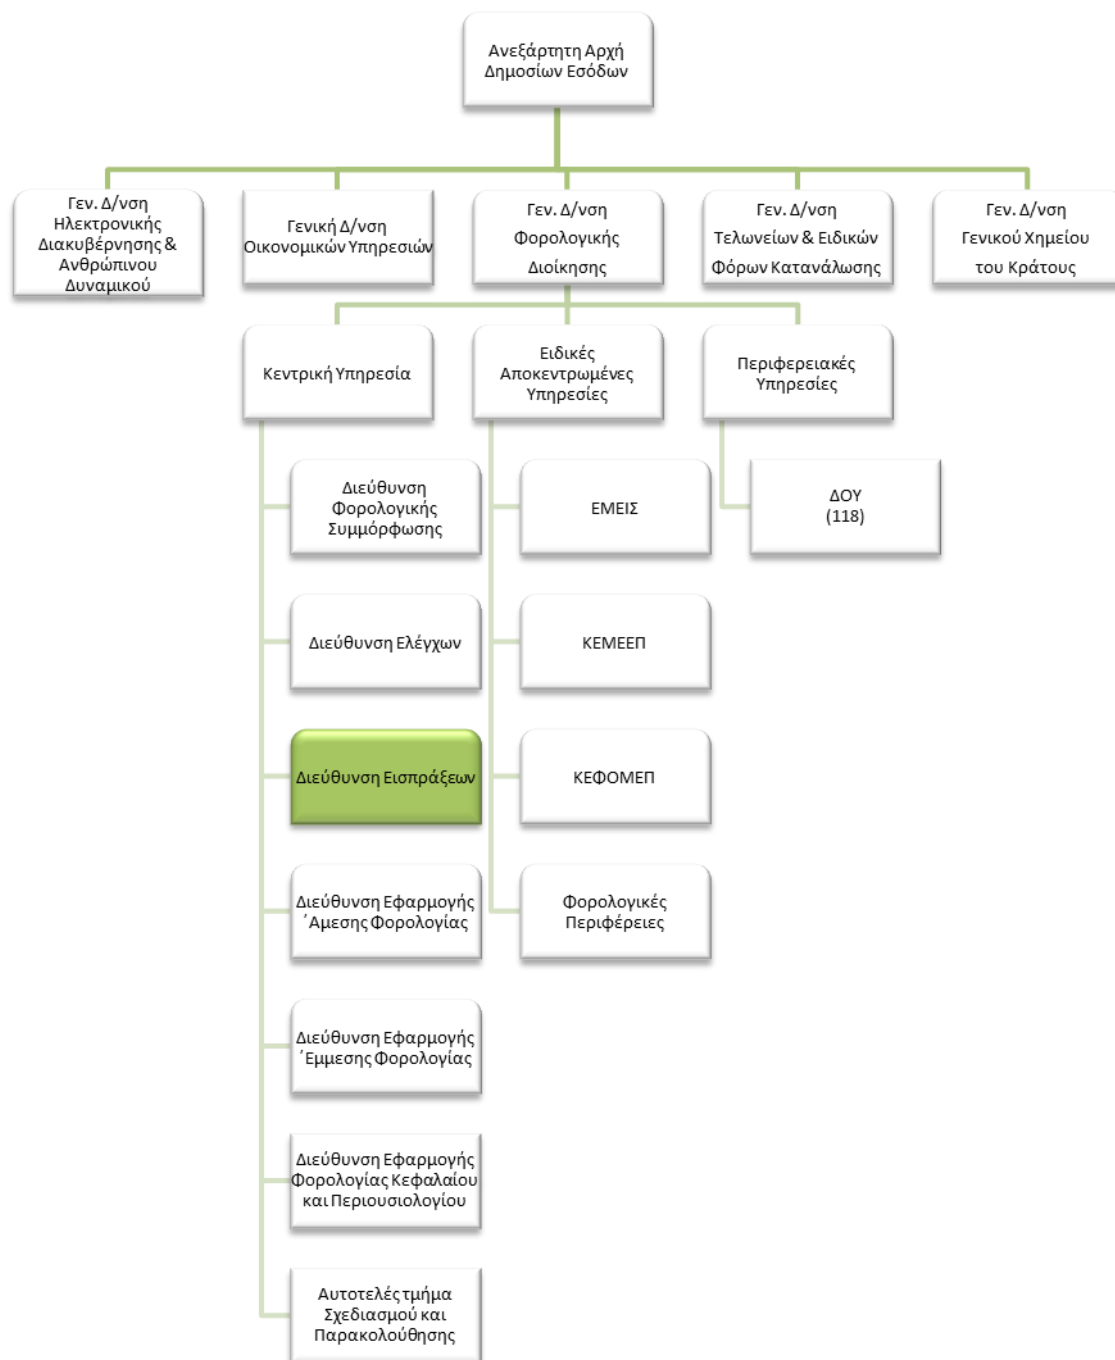 Ανεξάρτητη Αρχή
Δημοσίων Εσόδων
Γεν. Δ/νση
Ηλεκτρονικής
Διακυβέρνησης &
Ανθρώπινου
Δυναμικού
Γενική Δ/νση
Οικονομικών Υπηρεσιών
Γεν. Δ/νση
Φορολογικής
Διοίκησης
Γεν. Δ/νση
Τελωνείων & Ειδικών
Φόρων Κατανάλωσης
Γεν. Δ/νση
Γενικού Χημείου
του Κράτους
Κεντρική Υπηρεσία
Ειδικές
Αποκεντρωμένες
Υπηρεσίες
Περιφερειακές
Υπηρεσίες
Διεύθυνση
Φορολογικής
Συμμόρφωσης
ΕΜΕΙΣ
ΔΟΥ
(118)
Διεύθυνση Ελέγχων
ΚΕΜΕΕΠ
Διεύθυνση Εισπράξεων
ΚΕΦΟΜΕΠ
Διεύθυνση Εφαρμογής
΄Αμεσης Φορολογίας
Φορολογικές
Περιφέρειες
Διεύθυνση Εφαρμογής
΄Εμμεσης Φορολογίας
Διεύθυνση Εφαρμογής
Φορολογίας Κεφαλαίου
και Περιουσιολογίου
Αυτοτελές τμήμα
Σχεδιασμού και
Παρακολούθησης